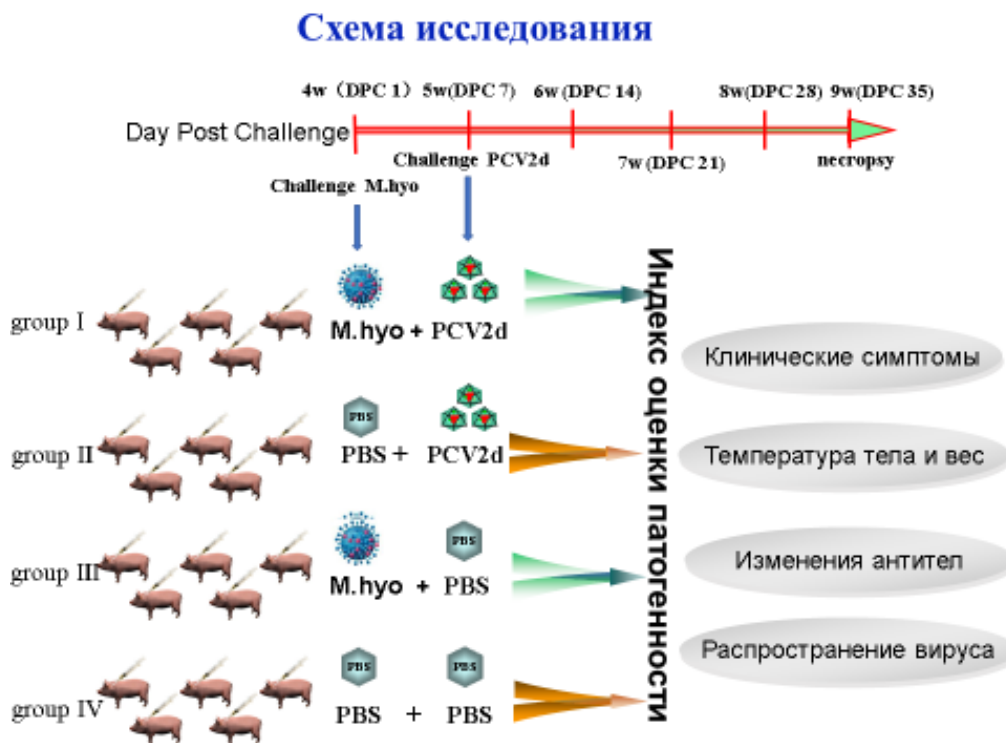 Схема исследования
4w (DPC 1) 5w(DPC 7) 6w (DPC 14) 8w(DPC 28) 9w(DPC 35)
Day Post Challenge
Challenge PCV2d
7w (DPC 21)
necropsy
Challenge M.hyo
group I
M.hyo + PCV2d
group II
PBS
PBS + PCV2d
group III
PBS
M.hyo + PBS
group IV
PBS PBS
PBS + PBS
Индекс оценки патогенности
Клинические симптомы
Температура тела и вес
Изменения антител
Распространение вируса